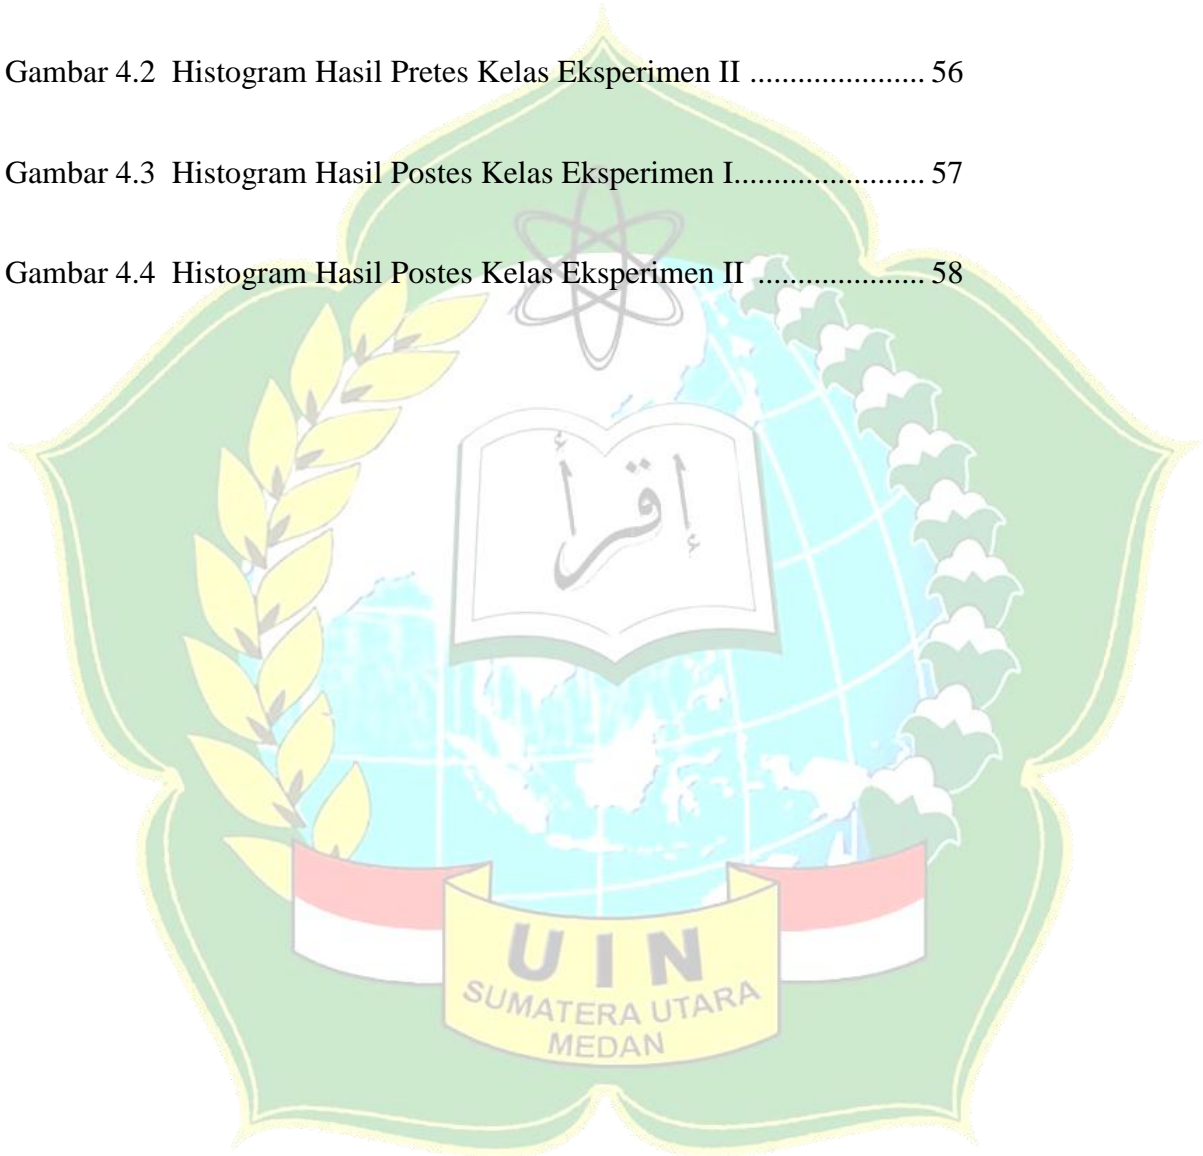 Gambar 4.2 Histogram Hasil Pretes Kelas Eksperimen II ...................... 56
Gambar 4.3 Histogram Hasil Postes Kelas Eksperimen I........................ 57
Gambar 4.4 Histogram Hasil Postes Kelas Eksperimen II ..................... 58
إقرأ
UIN
SUMATERA UTARA
MEDAN